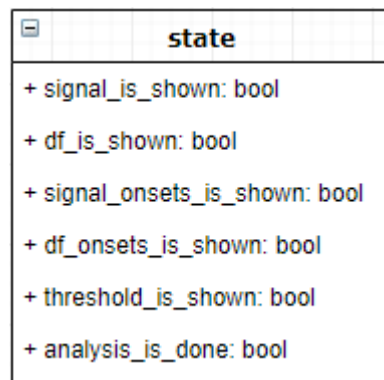 state
+ signal_is_shown: bool
+ df_is_shown: bool
+ signal_onsets_is_shown: bool
+ df_onsets_is_shown: bool
+ threshold_is_shown: bool
+ analysis_is_done: bool